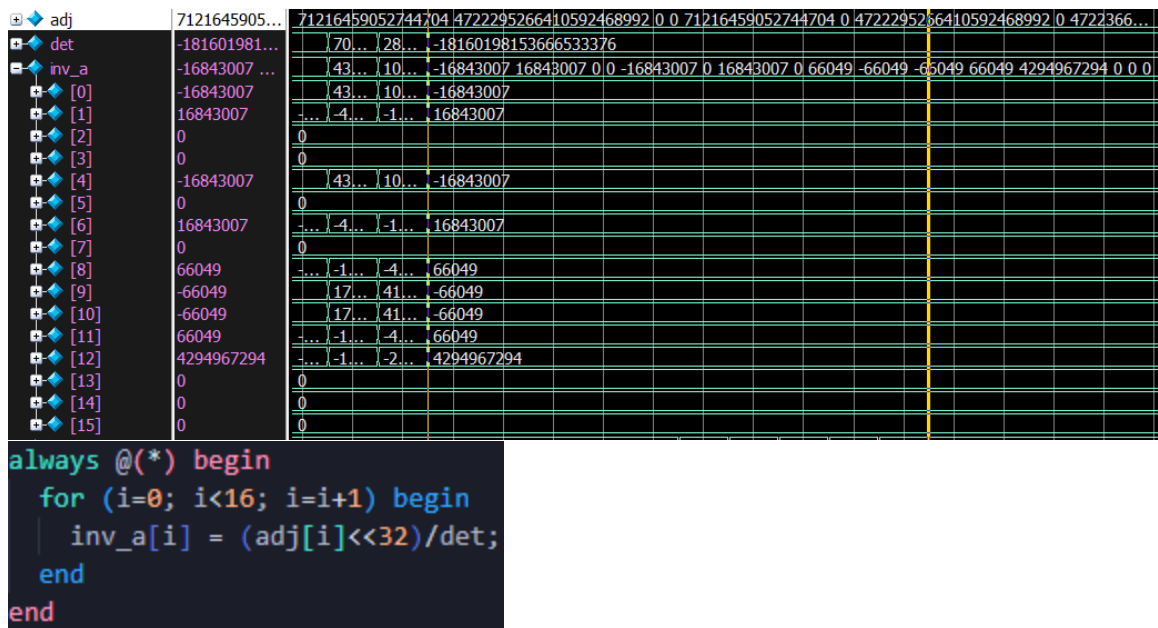 adj 7121645905... 71216459052744704 4722295266410592468992 0 0 71216459052744704 0 4722295266410592468992 0 4722366...
det -181601981... 70... 28... -18160198153666533376
inv_a -16843007 ... 43... 10... -16843007 16843007 0 0 -16843007 0 16843007 0 66049 -66049 -66049 66049 4294967294 0 0 0
[0] -16843007 43... 10... -16843007
[1] 16843007 -... -4... -1... 16843007
[2] 0 0
[3] 0 0
[4] -16843007 43... 10... -16843007
[5] 0 0
[6] 16843007 -... -4... -1... 16843007
[7] 0 0
[8] 66049 -... -1... -4... 66049
[9] -66049 17... 41... -66049
[10] -66049 17... 41... -66049
[11] 66049 -... -1... -4... 66049
[12] 4294967294 -... -1... -2... 4294967294
[13] 0 0
[14] 0 0
[15] 0 0
always @(*) begin
for (i=0; i<16; i=i+1) begin
inv_a[i] = (adj[i]<<32)/det;
end
end